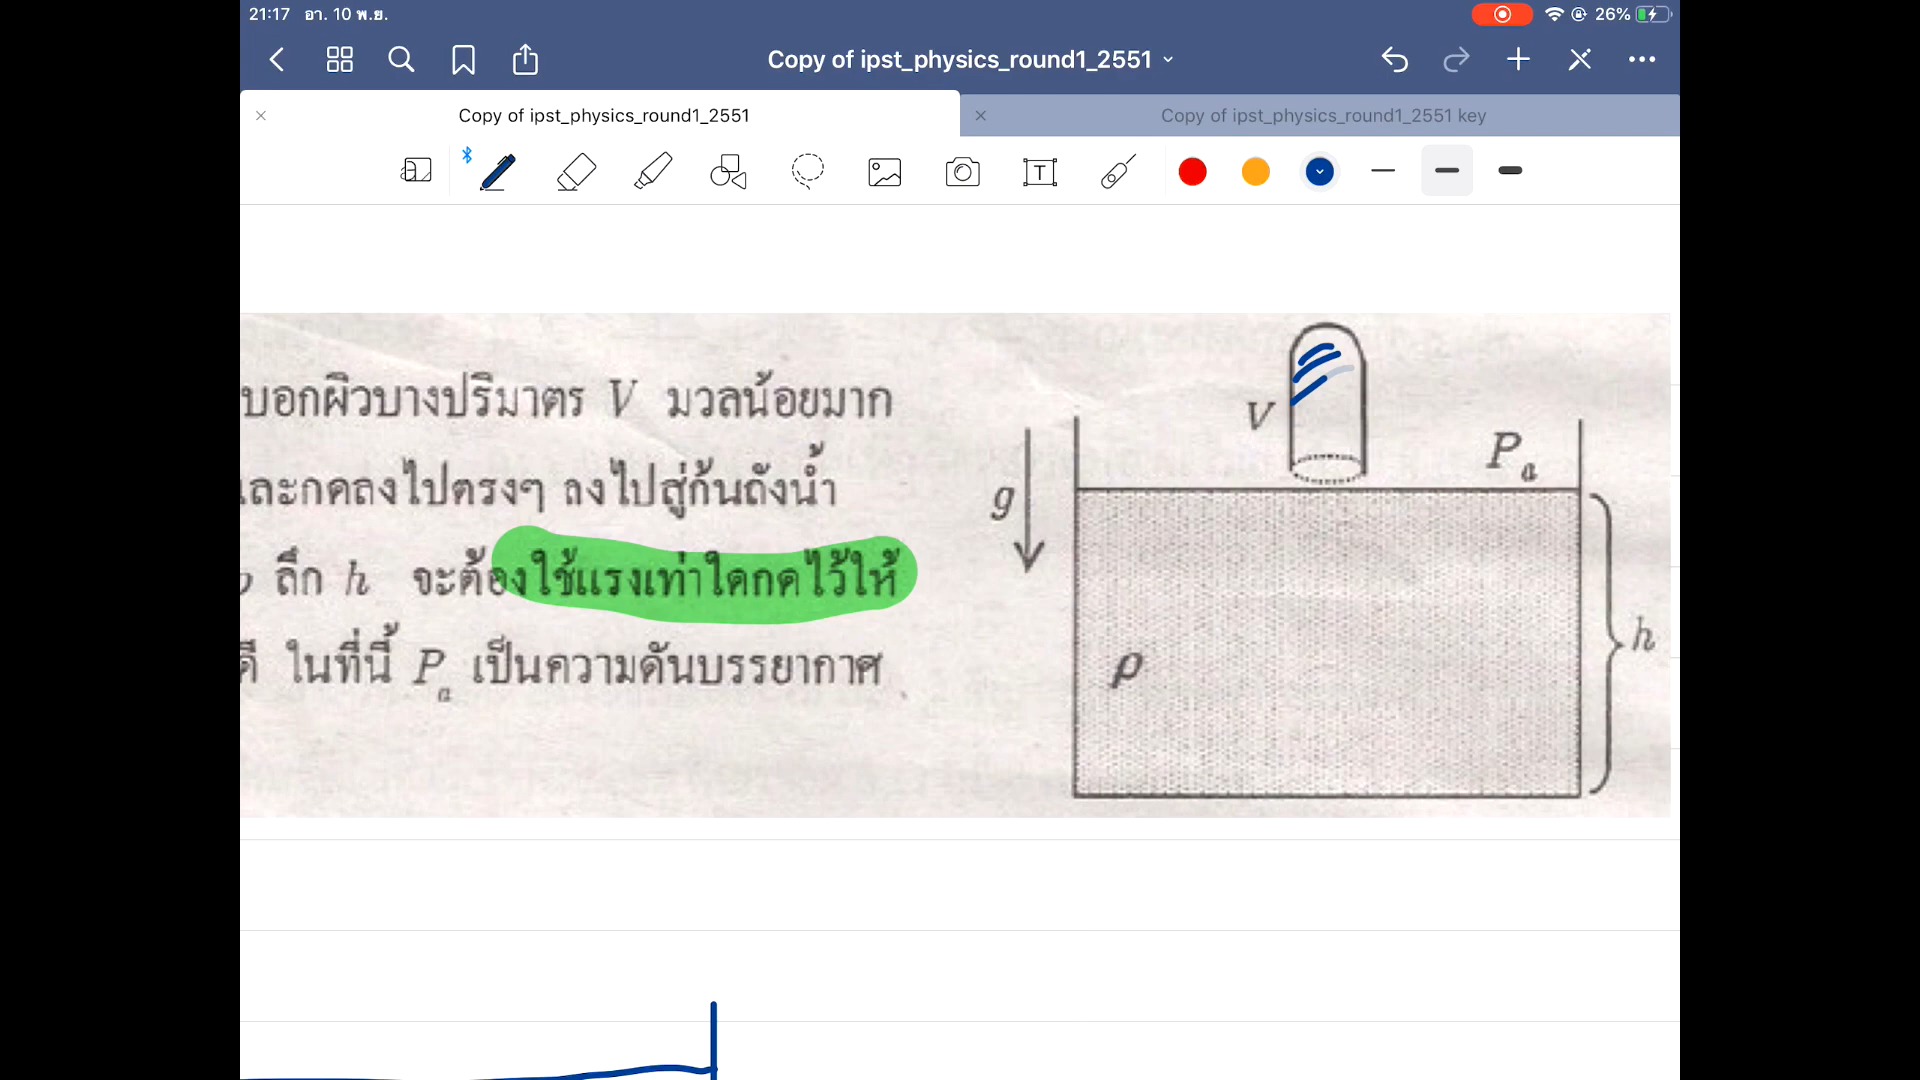 21:17 อา. 10 พ.ย.
26%
Copy of ipst_physics_round1_2551
Copy of ipst_physics_round1_2551
Copy of ipst_physics_round1_2551 key
T
บอกผิวบางปริมาตร V มวลน้อยมาก
และกดลงไปตรงๆ ลงไปสู่ก้นถังน้ำ
ลึก h จะต้องใช้แรงเท่าใดกดไว้ให้
ดี ในที่นี้ Pa เป็นความดันบรรยากาศ
V
Pa
g
h
ρ